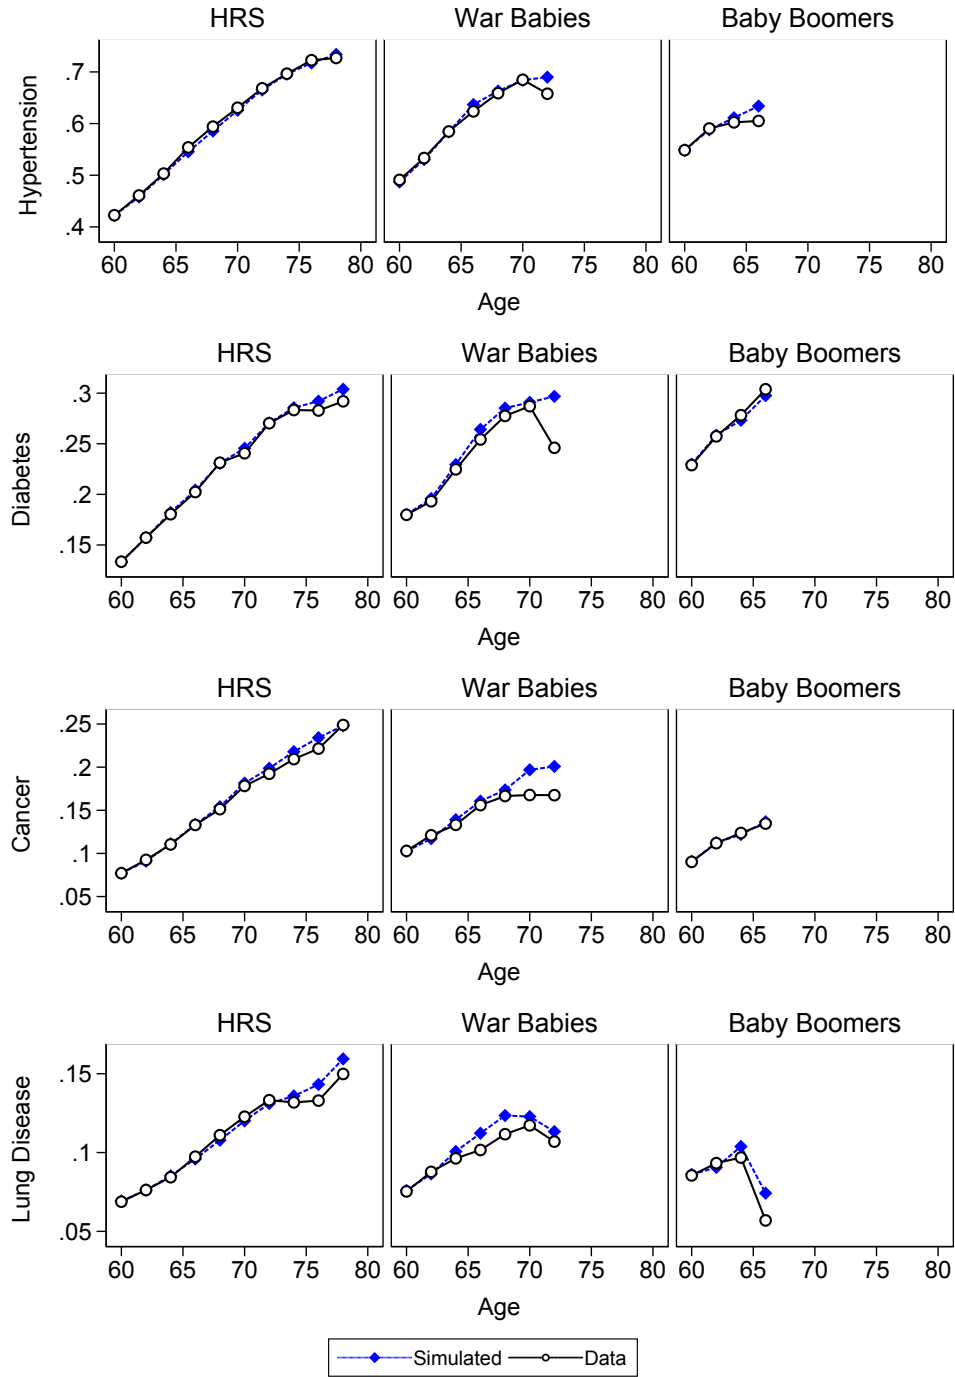 HRS War Babies Baby Boomers
Hypertension
.7
.6
.5
.4
60 65 70 75 80 60 65 70 75 80 60 65 70 75 80
Age
HRS War Babies Baby Boomers
Diabetes
.3
.25
.2
.15
60 65 70 75 80 60 65 70 75 80 60 65 70 75 80
Age
HRS War Babies Baby Boomers
Cancer
.25
.2
.15
.1
.05
60 65 70 75 80 60 65 70 75 80 60 65 70 75 80
Age
HRS War Babies Baby Boomers
Lung Disease
.15
.1
.05
60 65 70 75 80 60 65 70 75 80 60 65 70 75 80
Age
Simulated Data